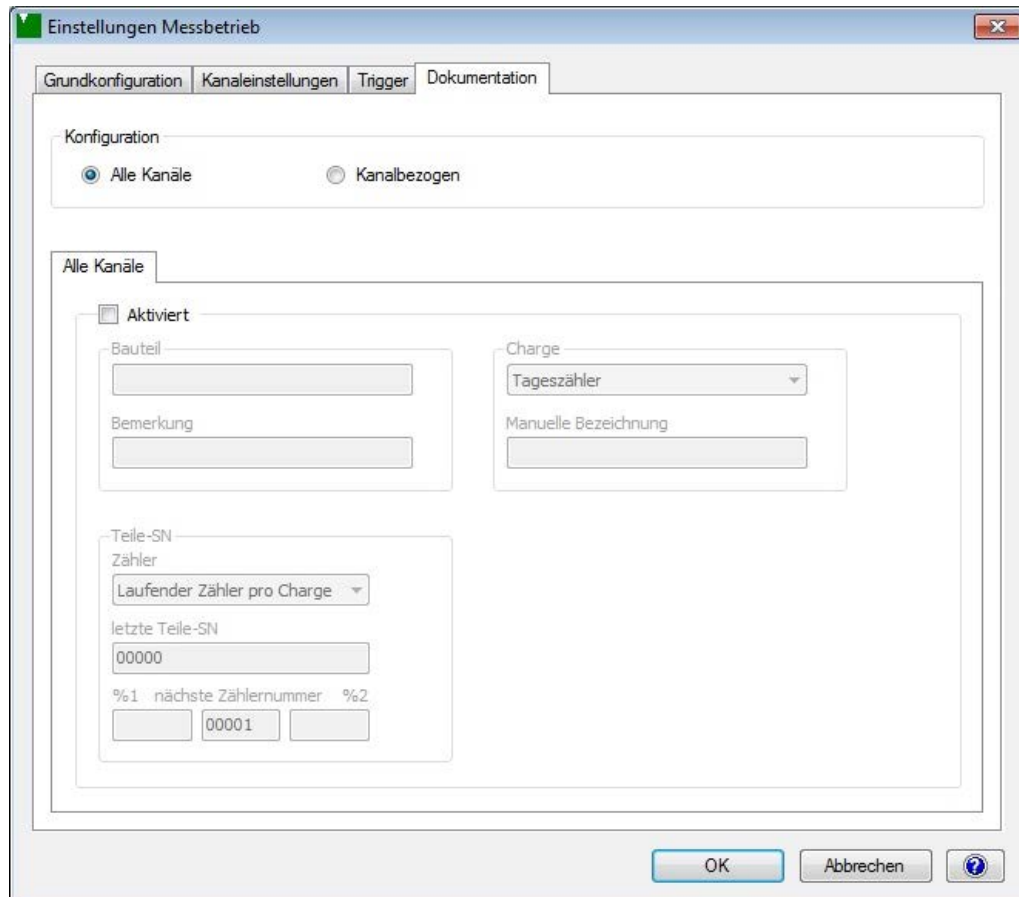 Einstellungen Messbetrieb
Grundkonfiguration Kanaleinstellungen Trigger Dokumentation
Konfiguration
Alle Kanäle Kanalbezogen
Alle Kanäle
Aktiviert
Bauteil
Bemerkung
Charge
Tageszähler
Manuelle Bezeichnung
Teile-SN
Zähler
Laufender Zähler pro Charge
letzte Teile-SN
00000
%1 nächste Zählernummer %2
00001
OK Abbrechen ?